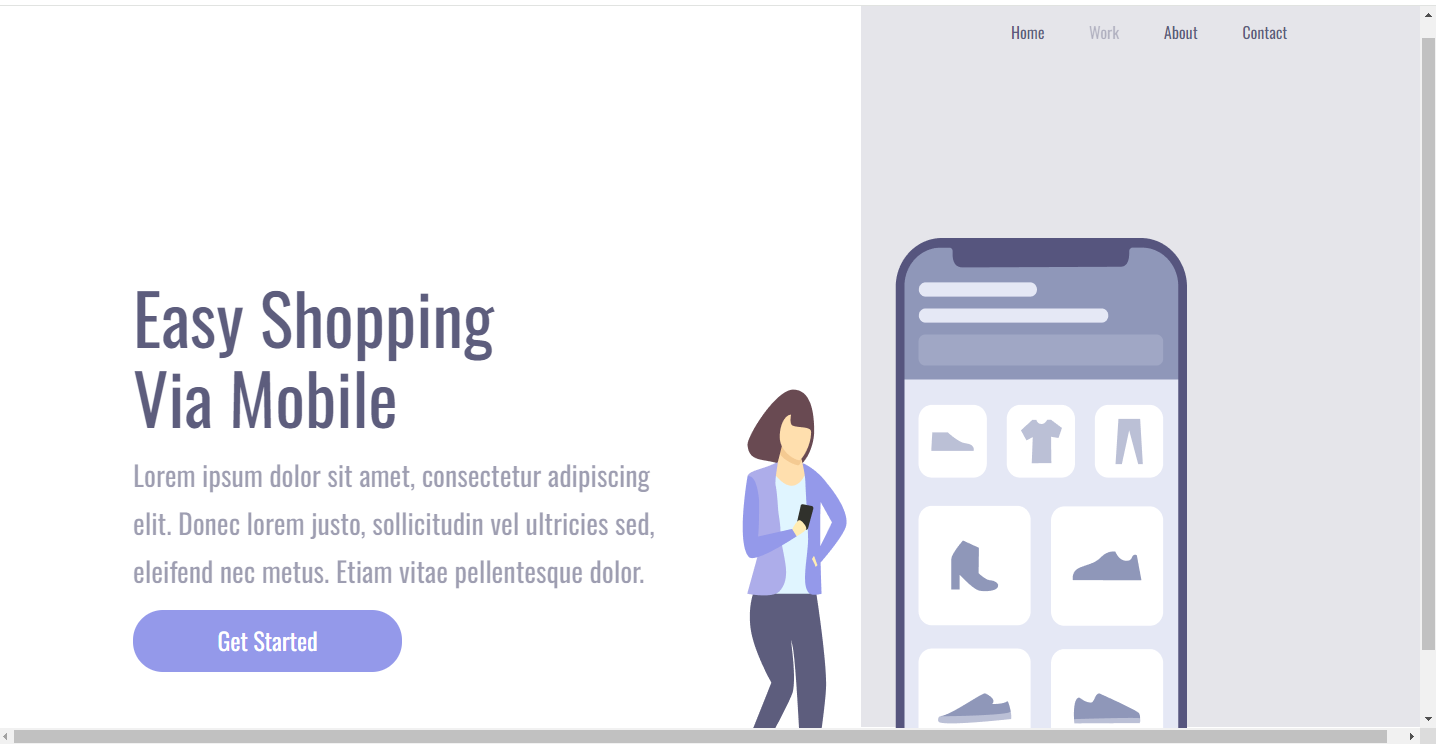 Home Work About Contact
Easy Shopping
Via Mobile
Lorem ipsum dolor sit amet, consectetur adipiscing
elit. Donec lorem justo, sollicitudin vel ultricies sed,
eleifend nec metus. Etiam vitae pellentesque dolor.
Get Started